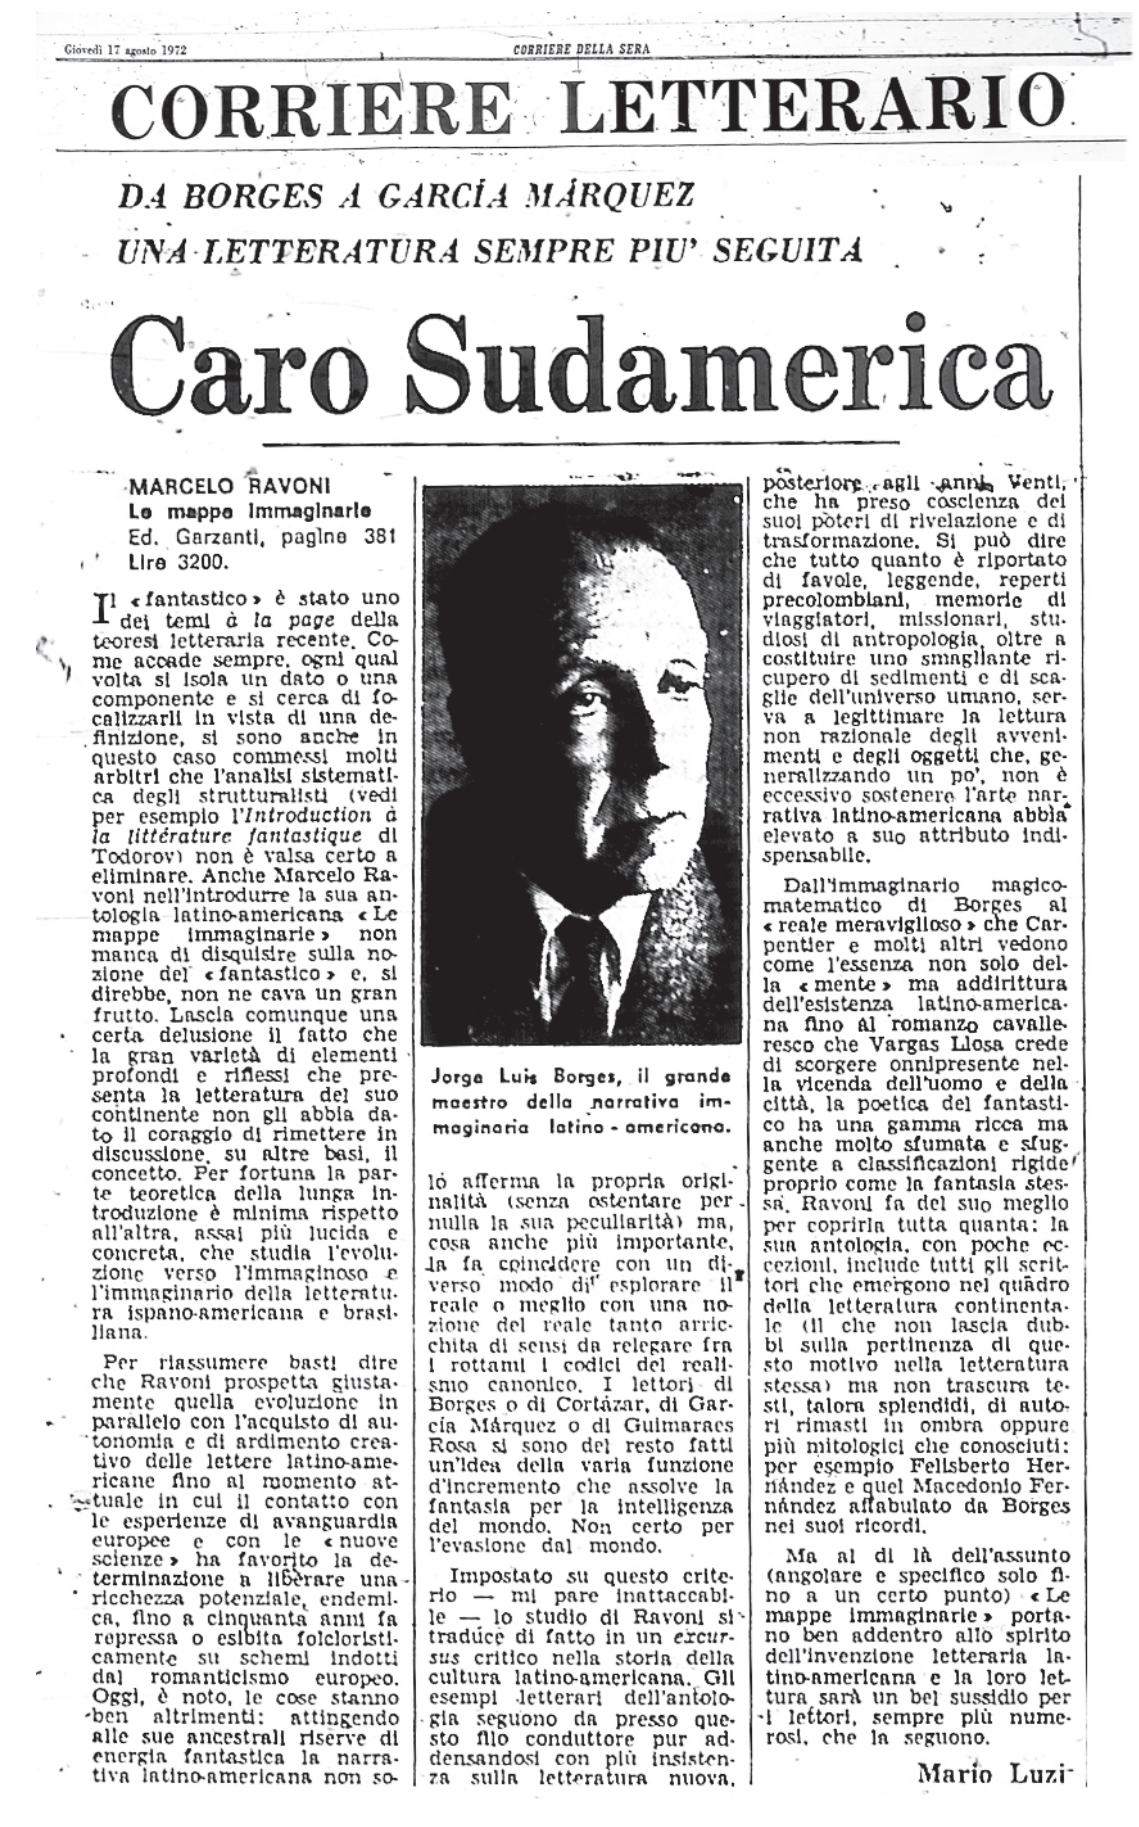 Giovedì 17 agosto 1972
CORRIERE DELLA SERA
CORRIERE LETTERARIO
DA BORGES A GARCÍA MÁRQUEZ
UNA LETTERATURA SEMPRE PIU' SEGUITA
Caro Sudamerica
MARCELO RAVONI
Le mappe immaginarie
Ed. Garzanti, pagine 381
Lire 3200.
Il «fantastico» è stato uno
dei temi à la page della
teoresi letteraria recente. Co-
me accade sempre, ogni qual
volta si isola un dato o una
componente e si cerca di fo-
calizzarli in vista di una de-
finizione, si sono anche in
questo caso commessi molti
arbitri che l'analisi sistemati-
ca degli strutturalisti (vedi
per esempio l'Introduction à
la littérature fantastique di
Todorov) non è valsa certo a
eliminare. Anche Marcelo Ra-
voni nell'introdurre la sua an-
tologia latino-americana «Le
mappe immaginarie» non
manca di disquisire sulla no-
zione del «fantastico» e, si
direbbe, non ne cava un gran
frutto. Lascia comunque una
certa delusione il fatto che
la gran varietà di elementi
profondi e riflessi che pre-
senta la letteratura del suo
continente non gli abbia da-
to il coraggio di rimettere in
discussione, su altre basi, il
concetto. Per fortuna la par-
te teoretica della lunga in-
troduzione è minima rispetto
all'altra, assai più lucida e
concreta, che studia l'evolu-
zione verso l'immaginoso e
l'immaginario della letteratu-
ra ispano-americana e brasi-
liana.
Per riassumere basti dire
che Ravoni prospetta giusta-
mente quella evoluzione in
parallelo con l'acquisto di au-
tonomia e di ardimento crea-
tivo delle lettere latino-ame-
ricane fino al momento at-
tuale in cui il contatto con
le esperienze di avanguardia
europee e con le «nuove
scienze» ha favorito la de-
terminazione a liberare una
ricchezza potenziale, endemi-
ca, fino a cinquanta anni fa
repressa o esibita folcloristi-
camente su schemi indotti
dal romanticismo europeo.
Oggi, è noto, le cose stanno
ben altrimenti: attingendo
alle sue ancestrali riserve di
energia fantastica la narra-
tiva latino-americana non so-
Jorge Luis Borges, il grande
maestro della narrativa im-
maginaria latino-americana.
lo afferma la propria origi-
nalità (senza ostentare per
nulla la sua peculiarità) ma,
cosa anche più importante,
la fa coincidere con un di-
verso modo di esplorare il
reale o meglio con una no-
zione del reale tanto arric-
chita di sensi da relegare fra
i rottami i codici del reali-
smo canonico. I lettori di
Borges o di Cortázar, di Gar-
cía Márquez o di Guimaraes
Rosa si sono del resto fatti
un'idea della varia funzione
d'incremento che assolve la
fantasia per la intelligenza
del mondo. Non certo per
l'evasione dal mondo.
Impostato su questo crite-
rio — mi pare inattaccabi-
le — lo studio di Ravoni si
traduce di fatto in un excur-
sus critico nella storia della
cultura latino-americana. Gli
esempi letterari dell'antolo-
gia seguono da presso que-
sto filo conduttore pur ad-
densandosi con più insisten-
za sulla letteratura nuova,
posteriore agli anni Venti,
che ha preso coscienza dei
suoi poteri di rivelazione e di
trasformazione. Si può dire
che tutto quanto è riportato
di favole, leggende, reperti
precolombiani, memorie di
viaggiatori, missionari, stu-
diosi di antropologia, oltre a
costituire uno smagliante ri-
cupero di sedimenti e di sca-
glie dell'universo umano, ser-
va a legittimare la lettura
non razionale degli avveni-
menti e degli oggetti che, ge-
neralizzando un po', non è
eccessivo sostenere l'arte nar-
rativa latino-americana abbia
elevato a suo attributo indi-
spensabile.
Dall'immaginario magico-
matematico di Borges al
«reale meraviglioso» che Car-
pentier e molti altri vedono
come l'essenza non solo del-
la «mente» ma addirittura
dell'esistenza latino-america-
na fino al romanzo cavalle-
resco che Vargas Llosa crede
di scorgere onnipresente nel-
la vicenda dell'uomo e della
città, la poetica del fantasti-
co ha una gamma ricca ma
anche molto sfumata e sfug-
gente a classificazioni rigide
proprio come la fantasia stes-
sa. Ravoni fa del suo meglio
per coprirla tutta quanta: la
sua antologia, con poche ec-
cezioni, include tutti gli scrit-
tori che emergono nel quadro
della letteratura continenta-
le (il che non lascia dub-
bi sulla pertinenza di que-
sto motivo nella letteratura
stessa) ma non trascura te-
sti, talora splendidi, di auto-
ri rimasti in ombra oppure
più mitologici che conosciuti:
per esempio Felisberto Her-
nández e quel Macedonio Fer-
nández affabulato da Borges
nei suoi ricordi.
Ma al di là dell'assunto
(angolare e specifico solo fi-
no a un certo punto) «Le
mappe immaginarie» porta-
no ben addentro allo spirito
dell'invenzione letteraria la-
tino-americana e la loro let-
tura sarà un bel sussidio per
i lettori, sempre più nume-
rosi, che la seguono.
Mario Luzi